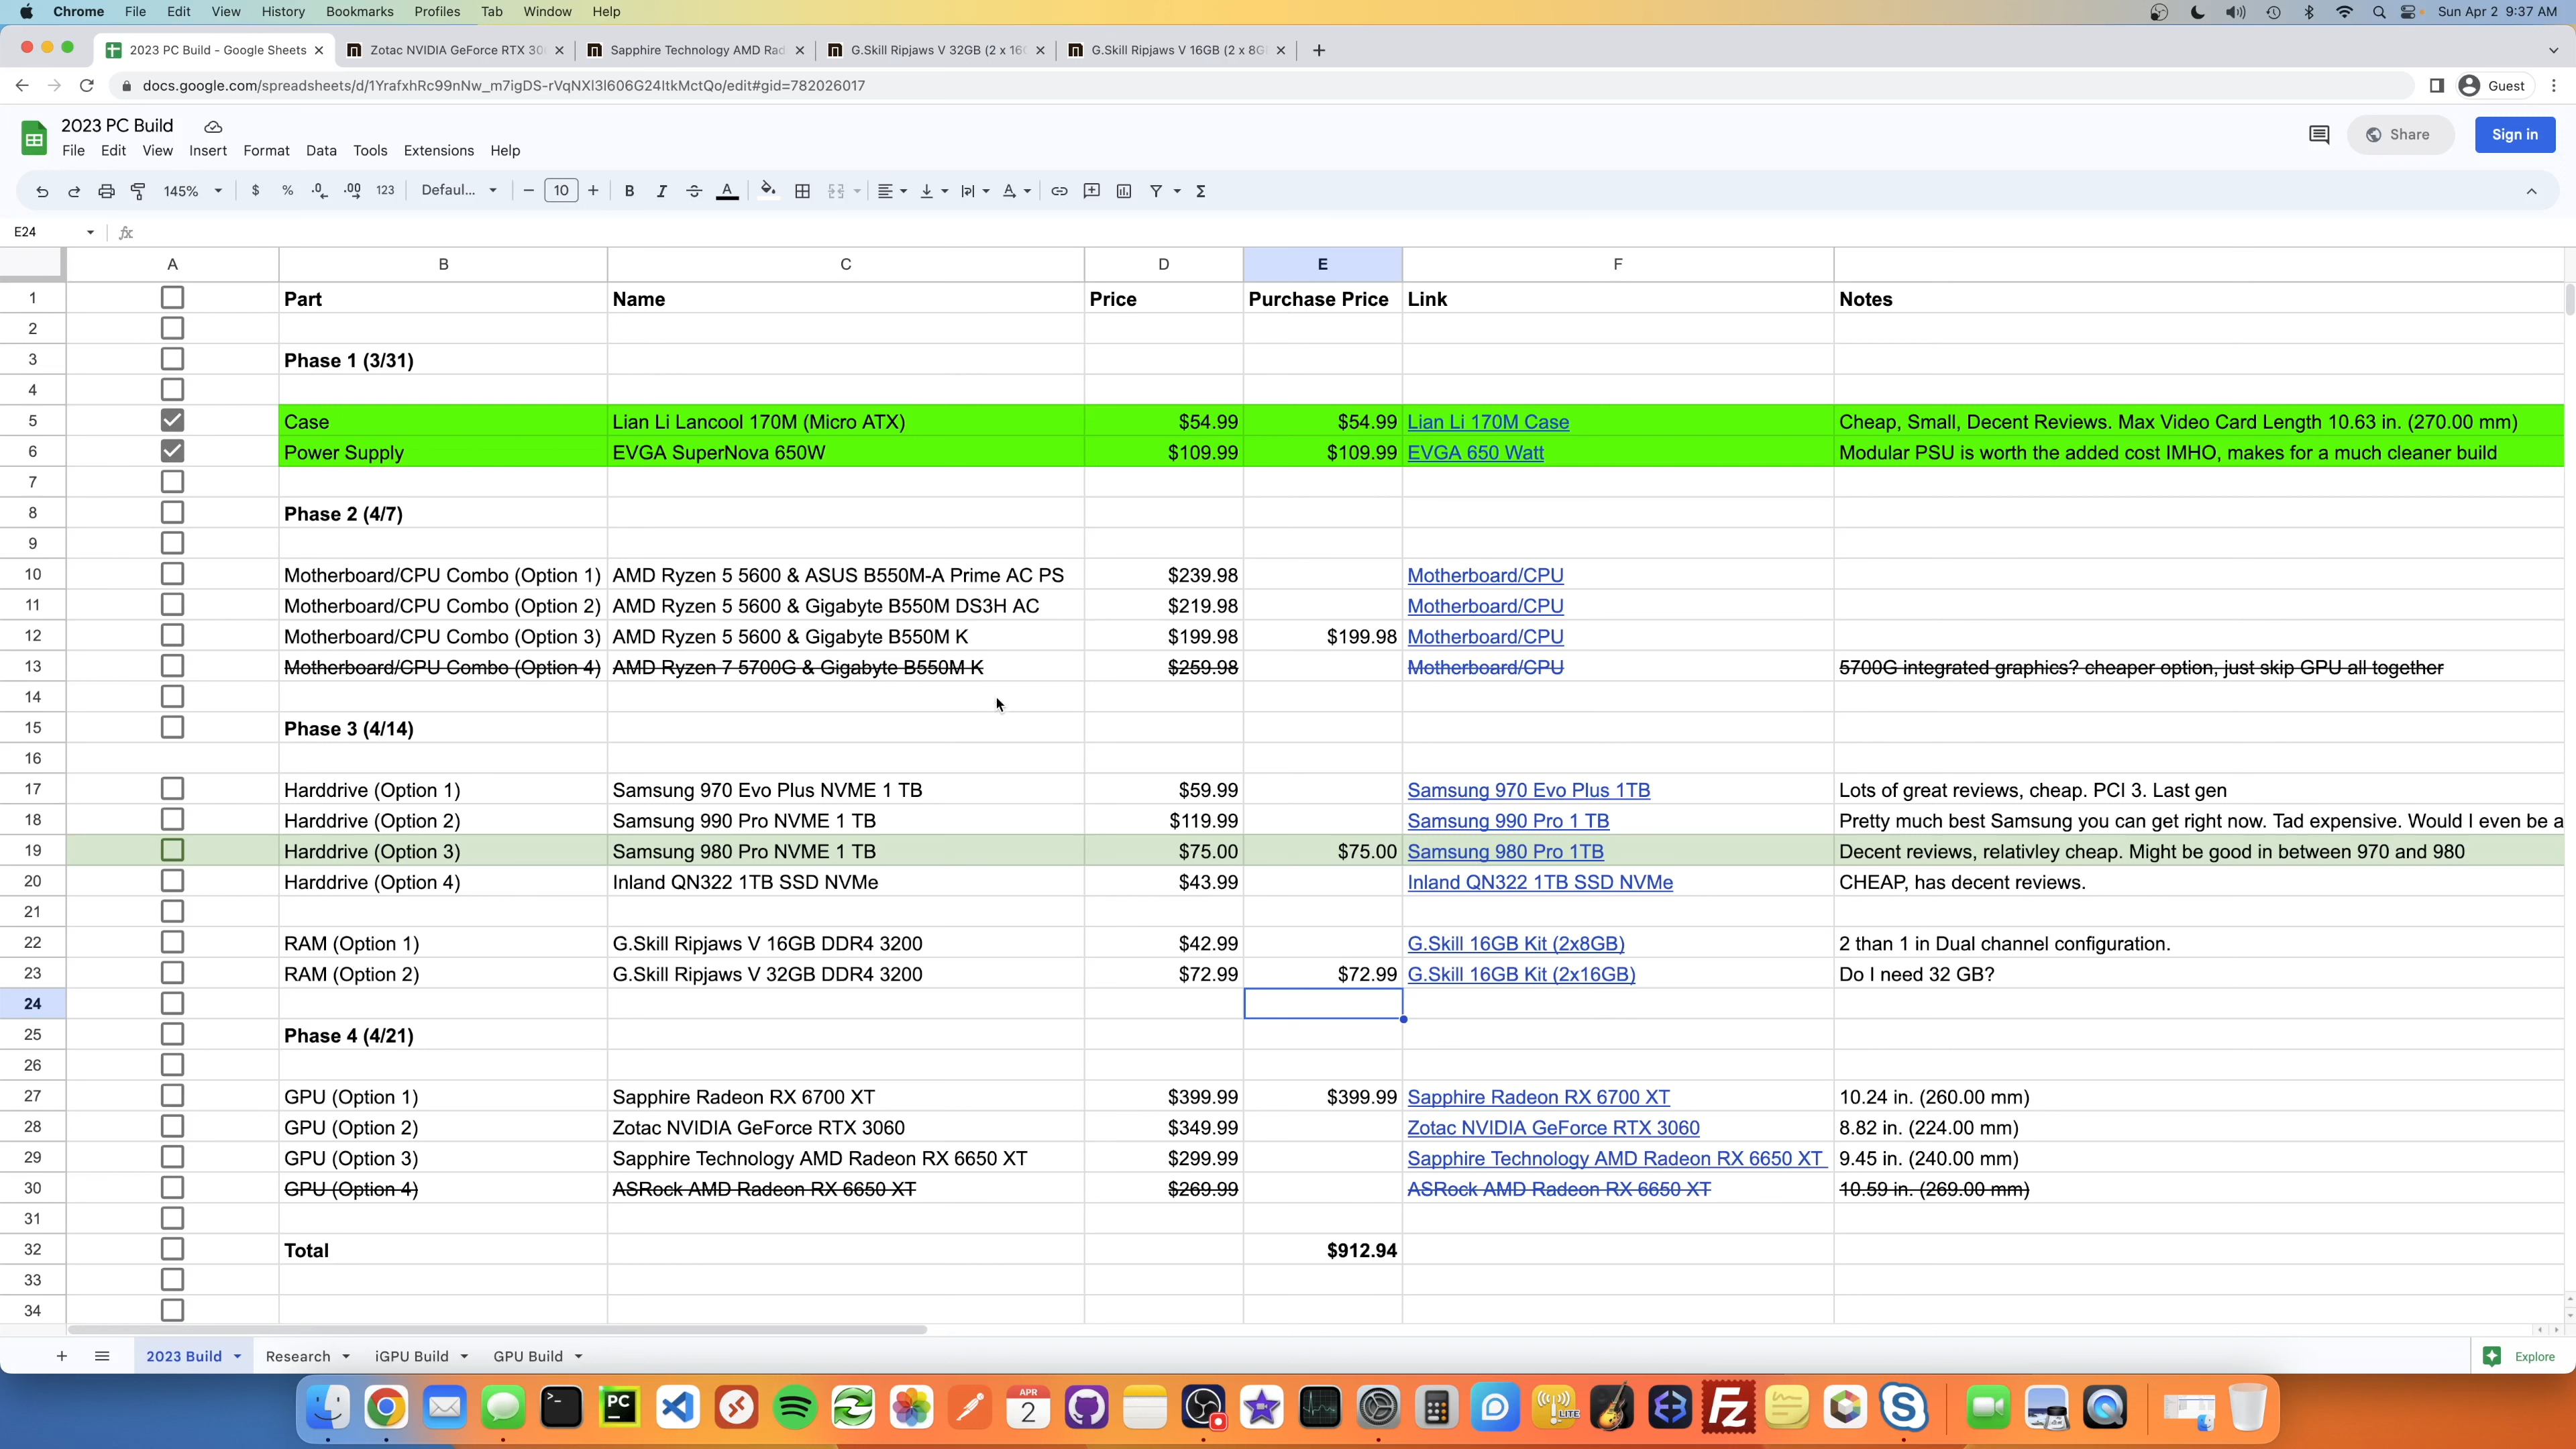 Chrome File Edit View History Bookmarks Profiles Tab Window Help Sun Apr 2 9:37 AM
2023 PC Build - Google Sheets Zotac NVIDIA GeForce RTX 30 Sapphire Technology AMD Rad G.Skill Ripjaws V 32GB (2 x 16 G.Skill Ripjaws V 16GB (2 x 8G
docs.google.com/spreadsheets/d/1YrafxhRc99nNw_m7igDS-rVqNXl3l606G24ltkMctQo/edit#gid=782026017 Guest
2023 PC Build
File Edit View Insert Format Data Tools Extensions Help Share Sign in
145% $ % .0 .00 123 Defaul... 10 B I S A Σ
E24 fx
A B C D E F
1 Part Name Price Purchase Price Link Notes
2
3 Phase 1 (3/31)
4
5 Case Lian Li Lancool 170M (Micro ATX) $54.99 $54.99 Lian Li 170M Case Cheap, Small, Decent Reviews. Max Video Card Length 10.63 in. (270.00 mm)
6 Power Supply EVGA SuperNova 650W $109.99 $109.99 EVGA 650 Watt Modular PSU is worth the added cost IMHO, makes for a much cleaner build
7
8 Phase 2 (4/7)
9
10 Motherboard/CPU Combo (Option 1) AMD Ryzen 5 5600 & ASUS B550M-A Prime AC PS $239.98 Motherboard/CPU
11 Motherboard/CPU Combo (Option 2) AMD Ryzen 5 5600 & Gigabyte B550M DS3H AC $219.98 Motherboard/CPU
12 Motherboard/CPU Combo (Option 3) AMD Ryzen 5 5600 & Gigabyte B550M K $199.98 $199.98 Motherboard/CPU
13 Motherboard/CPU Combo (Option 4) AMD Ryzen 7 5700G & Gigabyte B550M K $259.98 Motherboard/CPU 5700G integrated graphics? cheaper option, just skip GPU all together
14
15 Phase 3 (4/14)
16
17 Harddrive (Option 1) Samsung 970 Evo Plus NVME 1 TB $59.99 Samsung 970 Evo Plus 1TB Lots of great reviews, cheap. PCI 3. Last gen
18 Harddrive (Option 2) Samsung 990 Pro NVME 1 TB $119.99 Samsung 990 Pro 1 TB Pretty much best Samsung you can get right now. Tad expensive. Would I even be a
19 Harddrive (Option 3) Samsung 980 Pro NVME 1 TB $75.00 $75.00 Samsung 980 Pro 1TB Decent reviews, relativley cheap. Might be good in between 970 and 980
20 Harddrive (Option 4) Inland QN322 1TB SSD NVMe $43.99 Inland QN322 1TB SSD NVMe CHEAP, has decent reviews.
21
22 RAM (Option 1) G.Skill Ripjaws V 16GB DDR4 3200 $42.99 G.Skill 16GB Kit (2x8GB) 2 than 1 in Dual channel configuration.
23 RAM (Option 2) G.Skill Ripjaws V 32GB DDR4 3200 $72.99 $72.99 G.Skill 16GB Kit (2x16GB) Do I need 32 GB?
24
25 Phase 4 (4/21)
26
27 GPU (Option 1) Sapphire Radeon RX 6700 XT $399.99 $399.99 Sapphire Radeon RX 6700 XT 10.24 in. (260.00 mm)
28 GPU (Option 2) Zotac NVIDIA GeForce RTX 3060 $349.99 Zotac NVIDIA GeForce RTX 3060 8.82 in. (224.00 mm)
29 GPU (Option 3) Sapphire Technology AMD Radeon RX 6650 XT $299.99 Sapphire Technology AMD Radeon RX 6650 XT 9.45 in. (240.00 mm)
30 GPU (Option 4) ASRock AMD Radeon RX 6650 XT $269.99 ASRock AMD Radeon RX 6650 XT 10.59 in. (269.00 mm)
31
32 Total $912.94
33
34
2023 Build Research iGPU Build GPU Build Explore
PC APR 2 LITE Fz